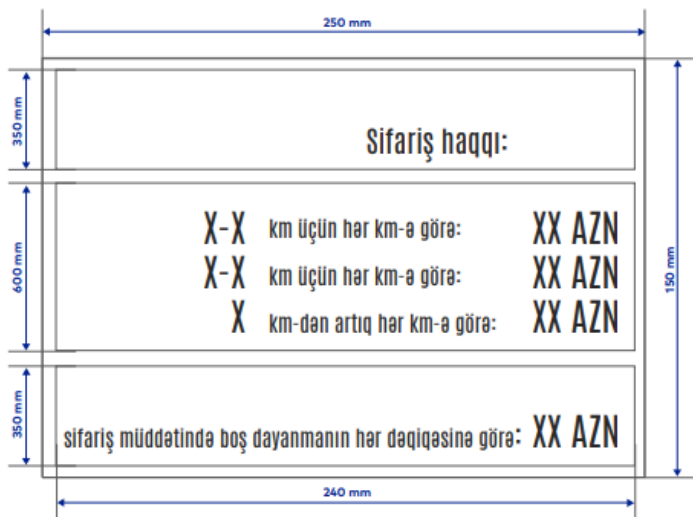 250 mm
350 mm
Sifariş haqqı:
600 mm
X-X km üçün hər km-ə görə: XX AZN
X-X km üçün hər km-ə görə: XX AZN
X km-dən artıq hər km-ə görə: XX AZN
150 mm
350 mm
sifariş müddətində boş dayanmanın hər dəqiqəsinə görə: XX AZN
240 mm